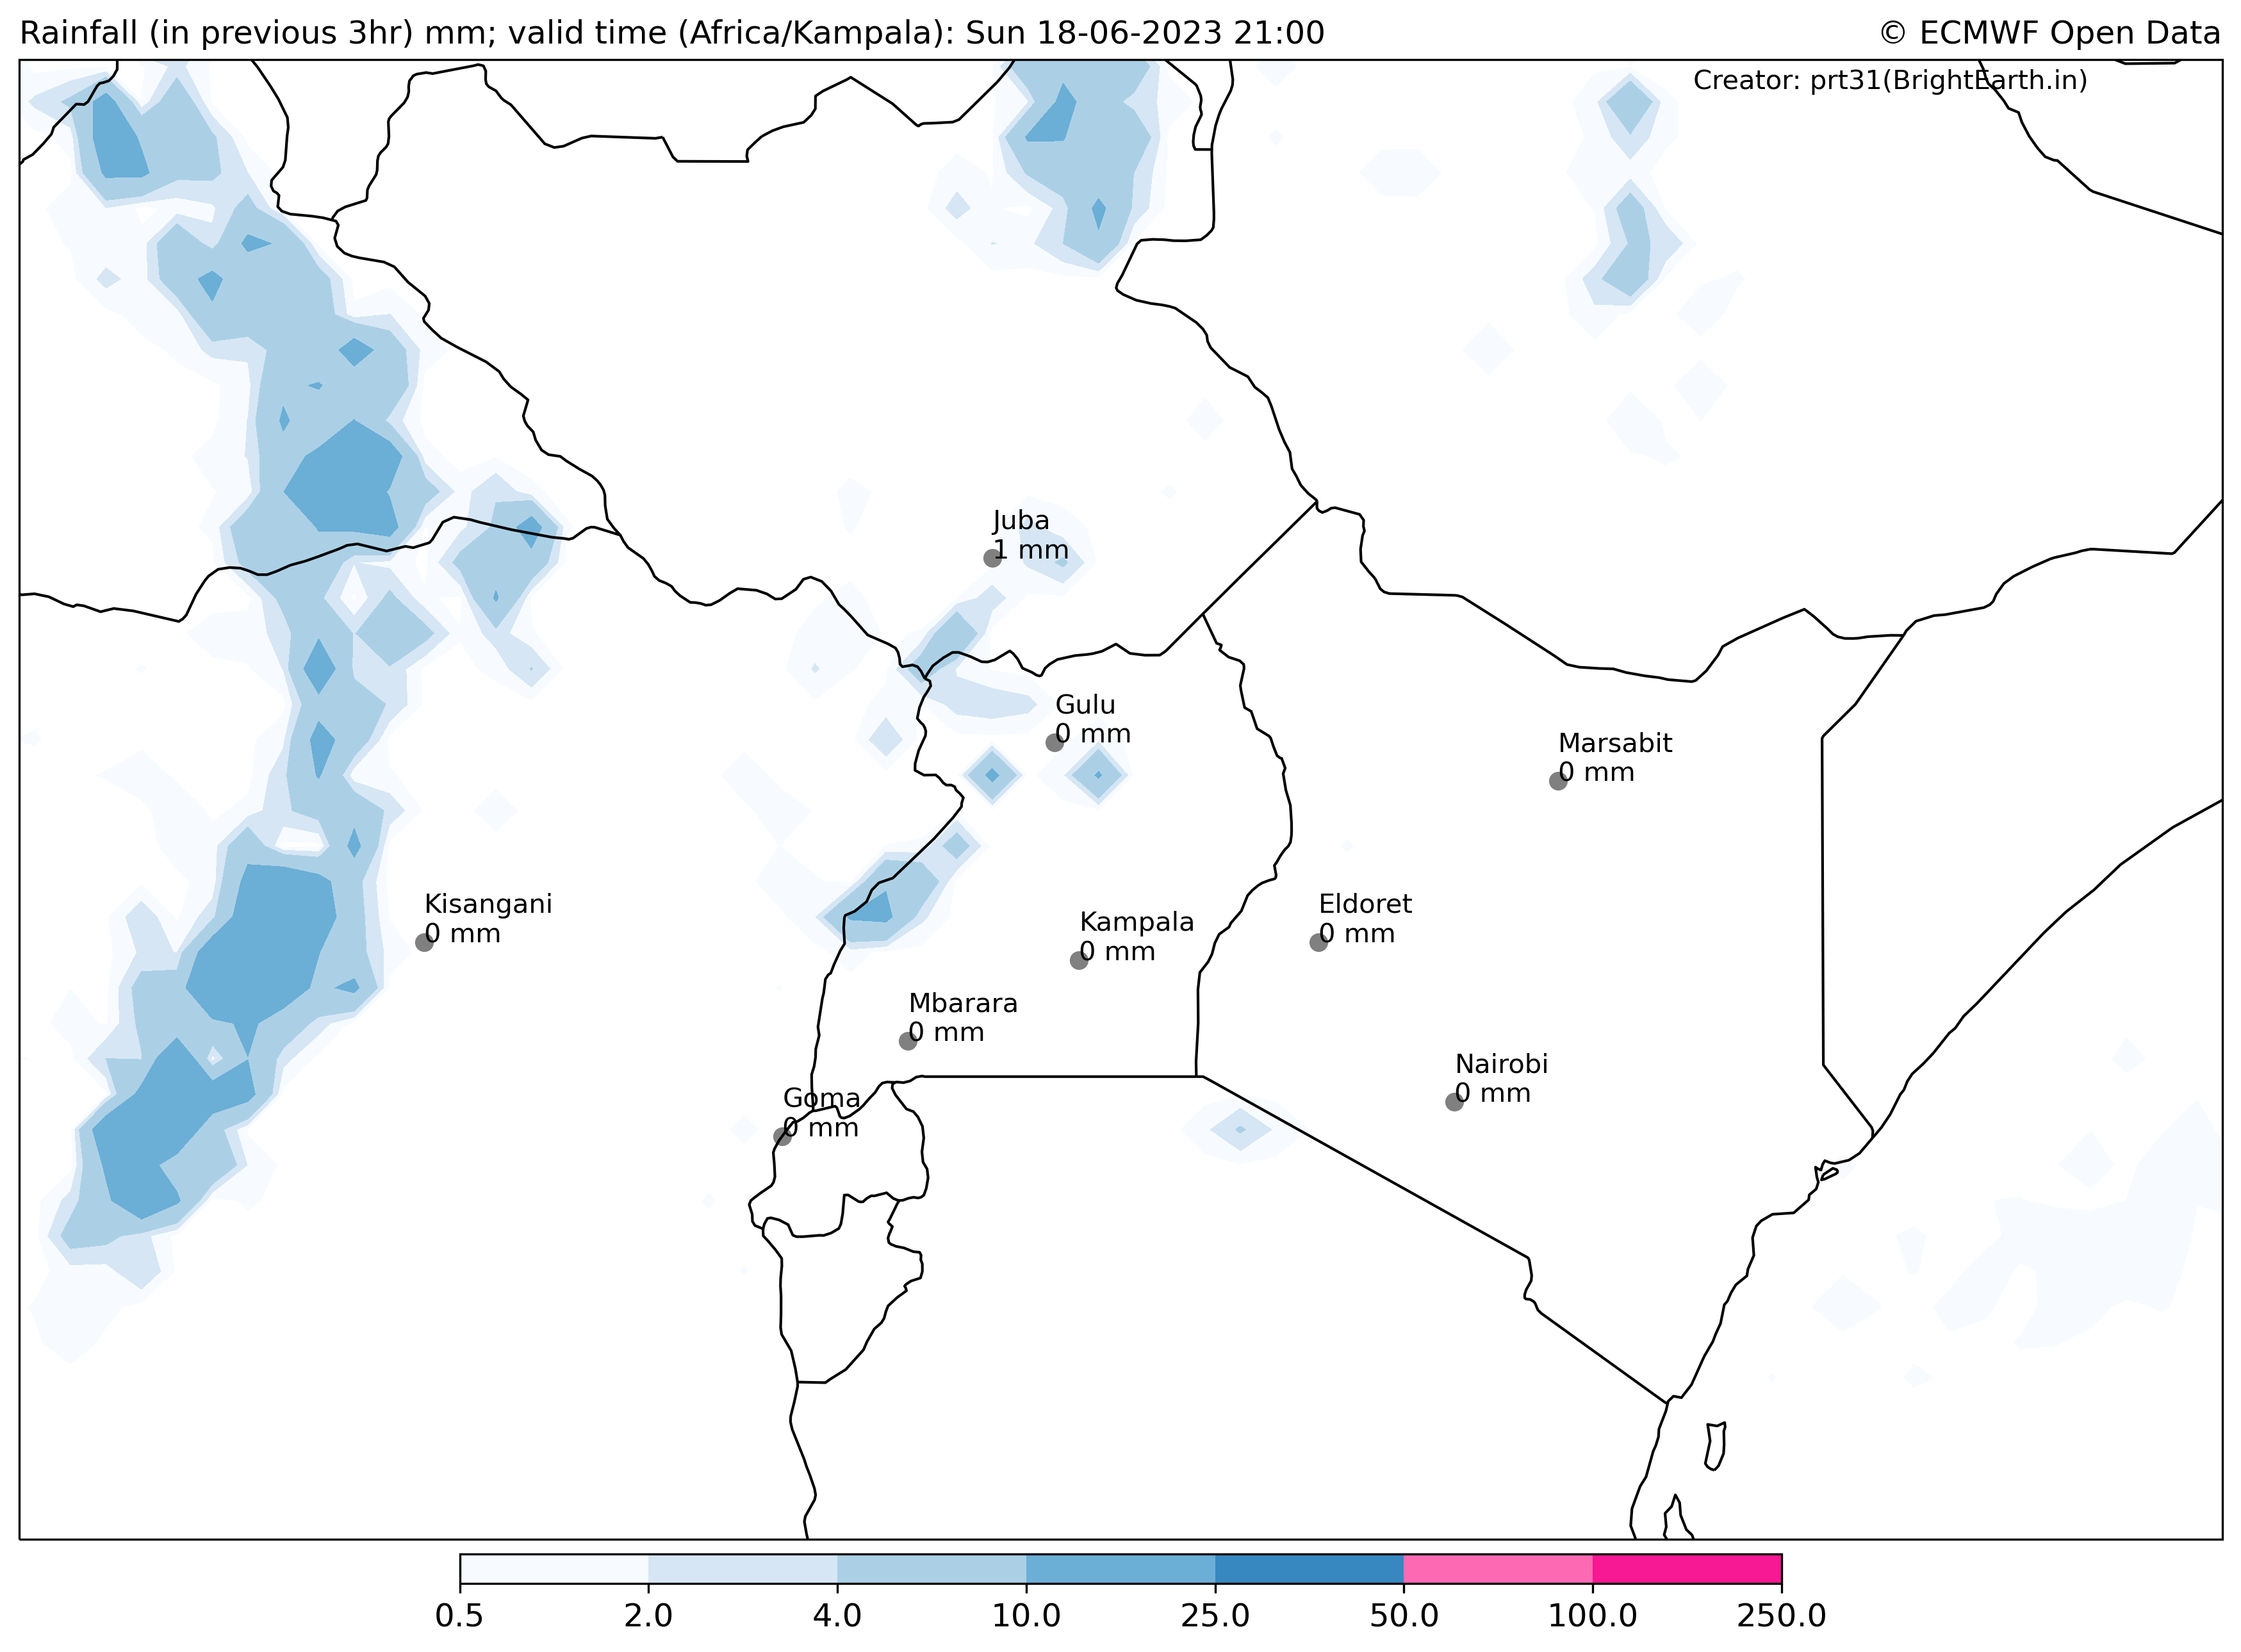 Rainfall (in previous 3hr) mm; valid time (Africa/Kampala): Sun 18-06-2023 21:00
© ECMWF Open Data
Creator: prt31(BrightEarth.in)
Juba
1 mm
Gulu
0 mm
Marsabit
0 mm
Kisangani
0 mm
Kampala
0 mm
Eldoret
0 mm
Mbarara
0 mm
Nairobi
0 mm
Goma
0 mm
0.5 2.0 4.0 10.0 25.0 50.0 100.0 250.0